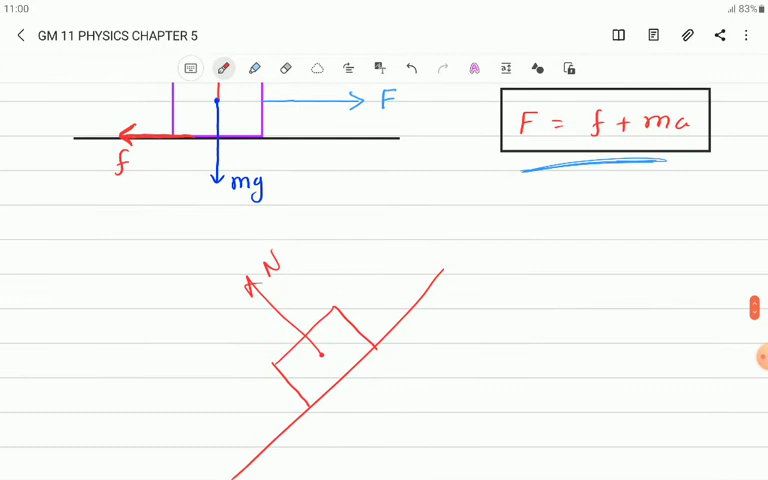 11:00
83%
GM 11 PHYSICS CHAPTER 5
F
F = f + ma
f
mg
N